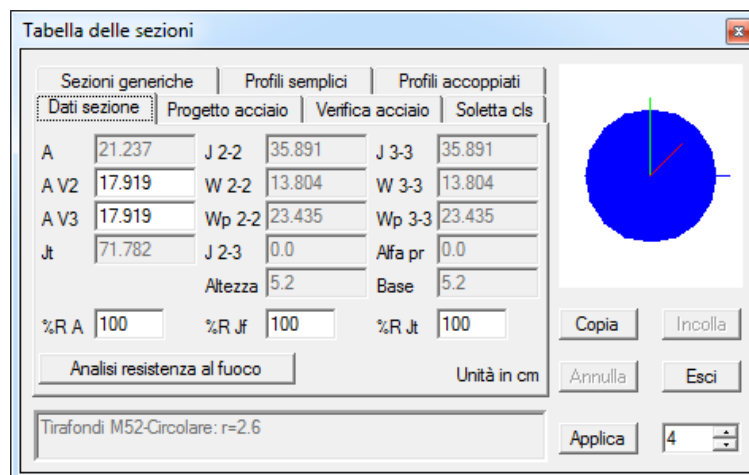 Tabella delle sezioni
Sezioni generiche Profili semplici Profili accoppiati
Dati sezione Progetto acciaio Verifica acciaio Soletta cls
A 21.237 J 2-2 35.891 J 3-3 35.891
A V2 17.919 W 2-2 13.804 W 3-3 13.804
A V3 17.919 Wp 2-2 23.435 Wp 3-3 23.435
Jt 71.782 J 2-3 0.0 Alfa pr 0.0
Altezza 5.2 Base 5.2
%R A 100 %R Jf 100 %R Jt 100
Copia Incolla
Analisi resistenza al fuoco Unità in cm
Annulla Esci
Tirafondi M52-Circolare: r=2.6
Applica 4